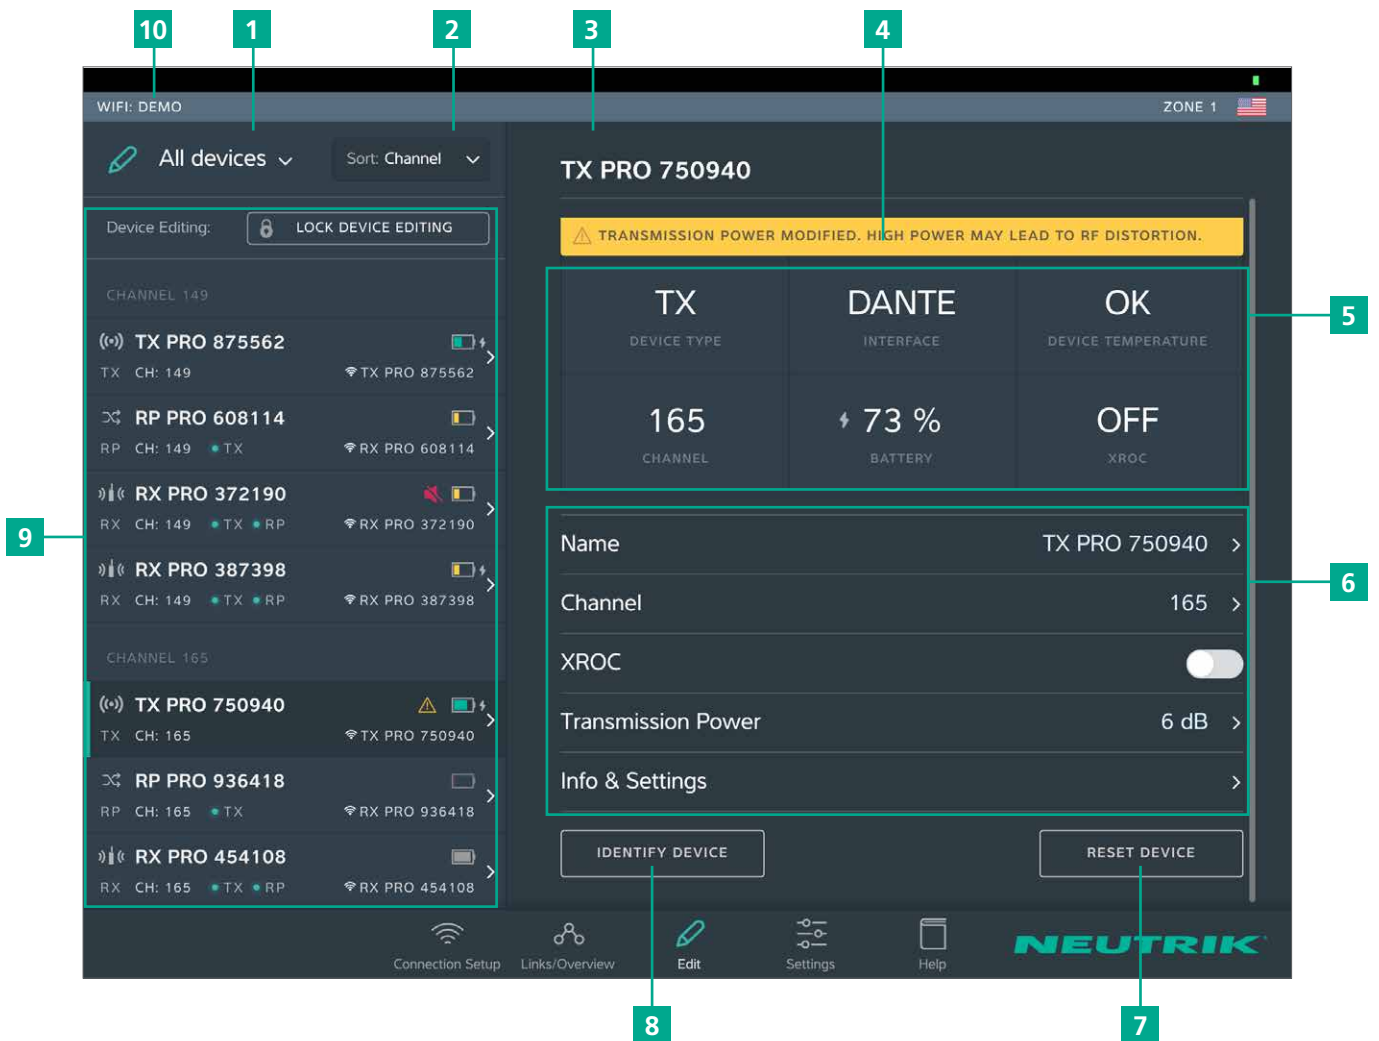 10 1 2 3 4
WIFI: DEMO
ZONE 1
All devices
Sort: Channel
Device Editing:
LOCK DEVICE EDITING
CHANNEL 149
TX PRO 875562
TX CH: 149 TX PRO 875562
RP PRO 608114
RP CH: 149 TX RX PRO 608114
RX PRO 372190
RX CH: 149 TX RP RX PRO 372190
RX PRO 387398
RX CH: 149 TX RP RX PRO 387398
CHANNEL 165
TX PRO 750940
TX CH: 165 TX PRO 750940
RP PRO 936418
RP CH: 165 TX RX PRO 936418
RX PRO 454108
RX CH: 165 TX RP RX PRO 454108
9
TX PRO 750940
TRANSMISSION POWER MODIFIED. HIGH POWER MAY LEAD TO RF DISTORTION.
TX DANTE OK
DEVICE TYPE INTERFACE DEVICE TEMPERATURE
5
165 73 % OFF
CHANNEL BATTERY XROC
Name TX PRO 750940
6
Channel 165
XROC
Transmission Power 6 dB
Info & Settings
IDENTIFY DEVICE
RESET DEVICE
Connection Setup Links/Overview Edit Settings Help
NEUTRIK
8 7